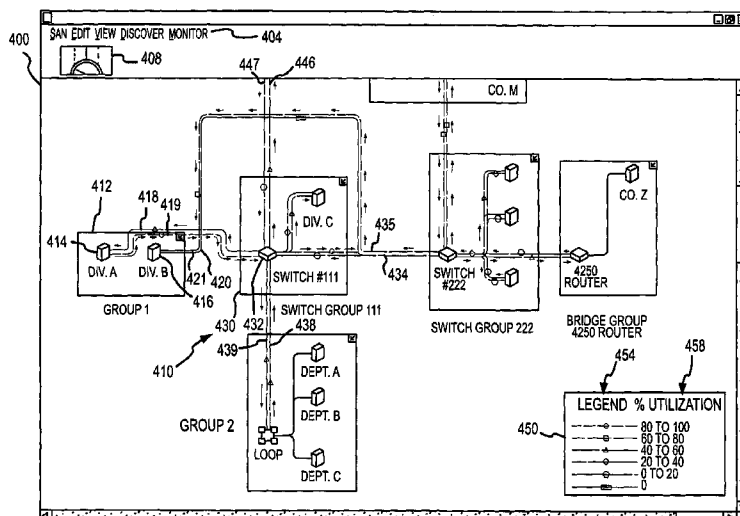 SAN EDIT VIEW DISCOVER MONITOR
404
400
408
447
446
CO. M
412
418
419
414
DIV. A
DIV. B
421
420
416
GROUP 1
DIV. C
SWITCH #111
430
432
SWITCH GROUP 111
435
434
SWITCH
#222
SWITCH GROUP 222
CO. Z
4250
ROUTER
BRIDGE GROUP
4250 ROUTER
439
438
410
GROUP 2
DEPT. A
DEPT. B
LOOP
DEPT. C
454
458
450
LEGEND % UTILIZATION
80 TO 100
60 TO 80
40 TO 60
20 TO 40
0 TO 20
0